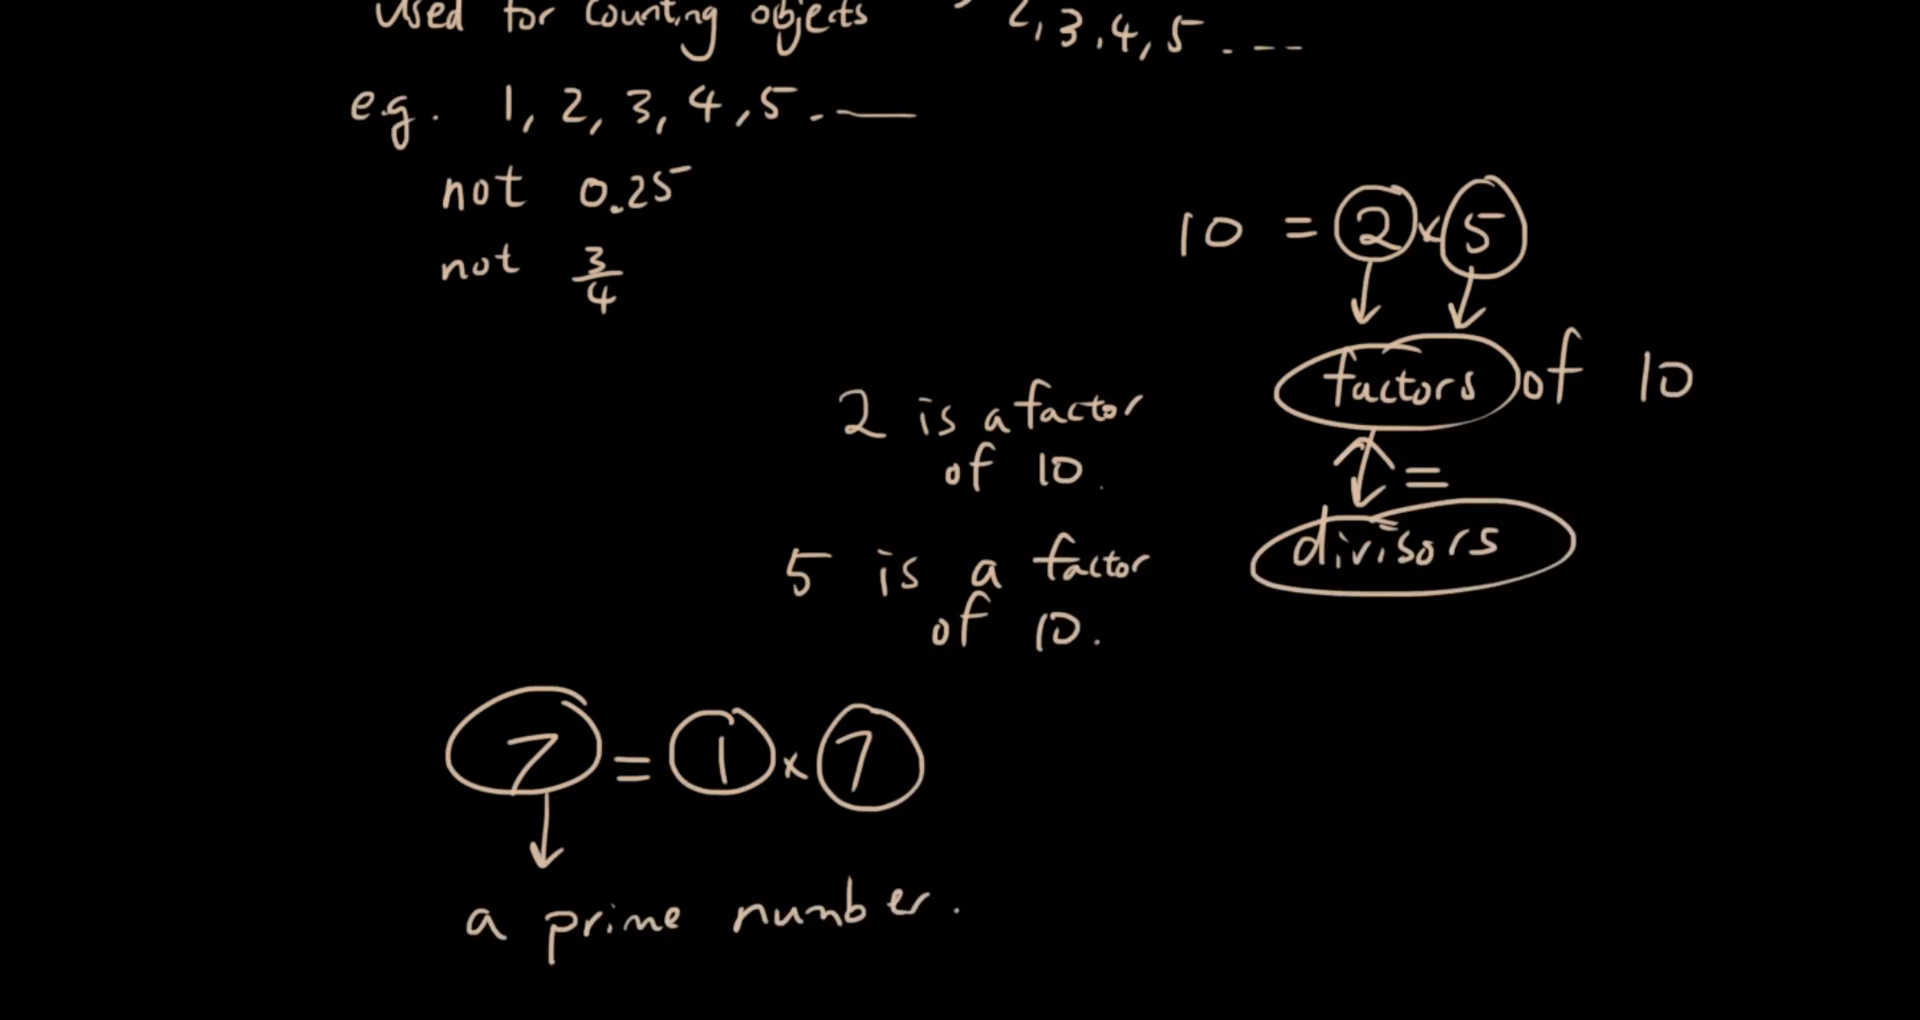 used for counting objects
2, 3, 4, 5 . ---
e.g. 1, 2, 3, 4, 5 . —
not 0.25
not 3/4
10 = 2 x 5
factors of 10
=
divisors
2 is a factor
of 10.
5 is a factor
of 10.
7 = 1 x 7
a prime number.